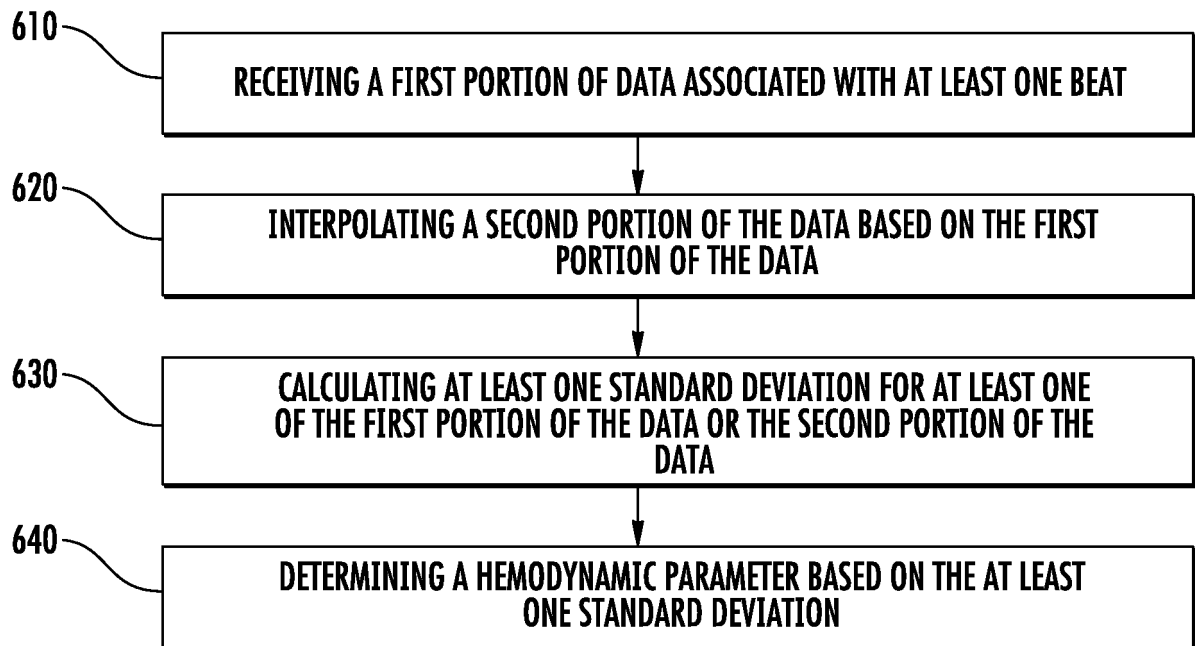 610
RECEIVING A FIRST PORTION OF DATA ASSOCIATED WITH AT LEAST ONE BEAT
620
INTERPOLATING A SECOND PORTION OF THE DATA BASED ON THE FIRST
PORTION OF THE DATA
630
CALCULATING AT LEAST ONE STANDARD DEVIATION FOR AT LEAST ONE
OF THE FIRST PORTION OF THE DATA OR THE SECOND PORTION OF THE
DATA
640
DETERMINING A HEMODYNAMIC PARAMETER BASED ON THE AT LEAST
ONE STANDARD DEVIATION